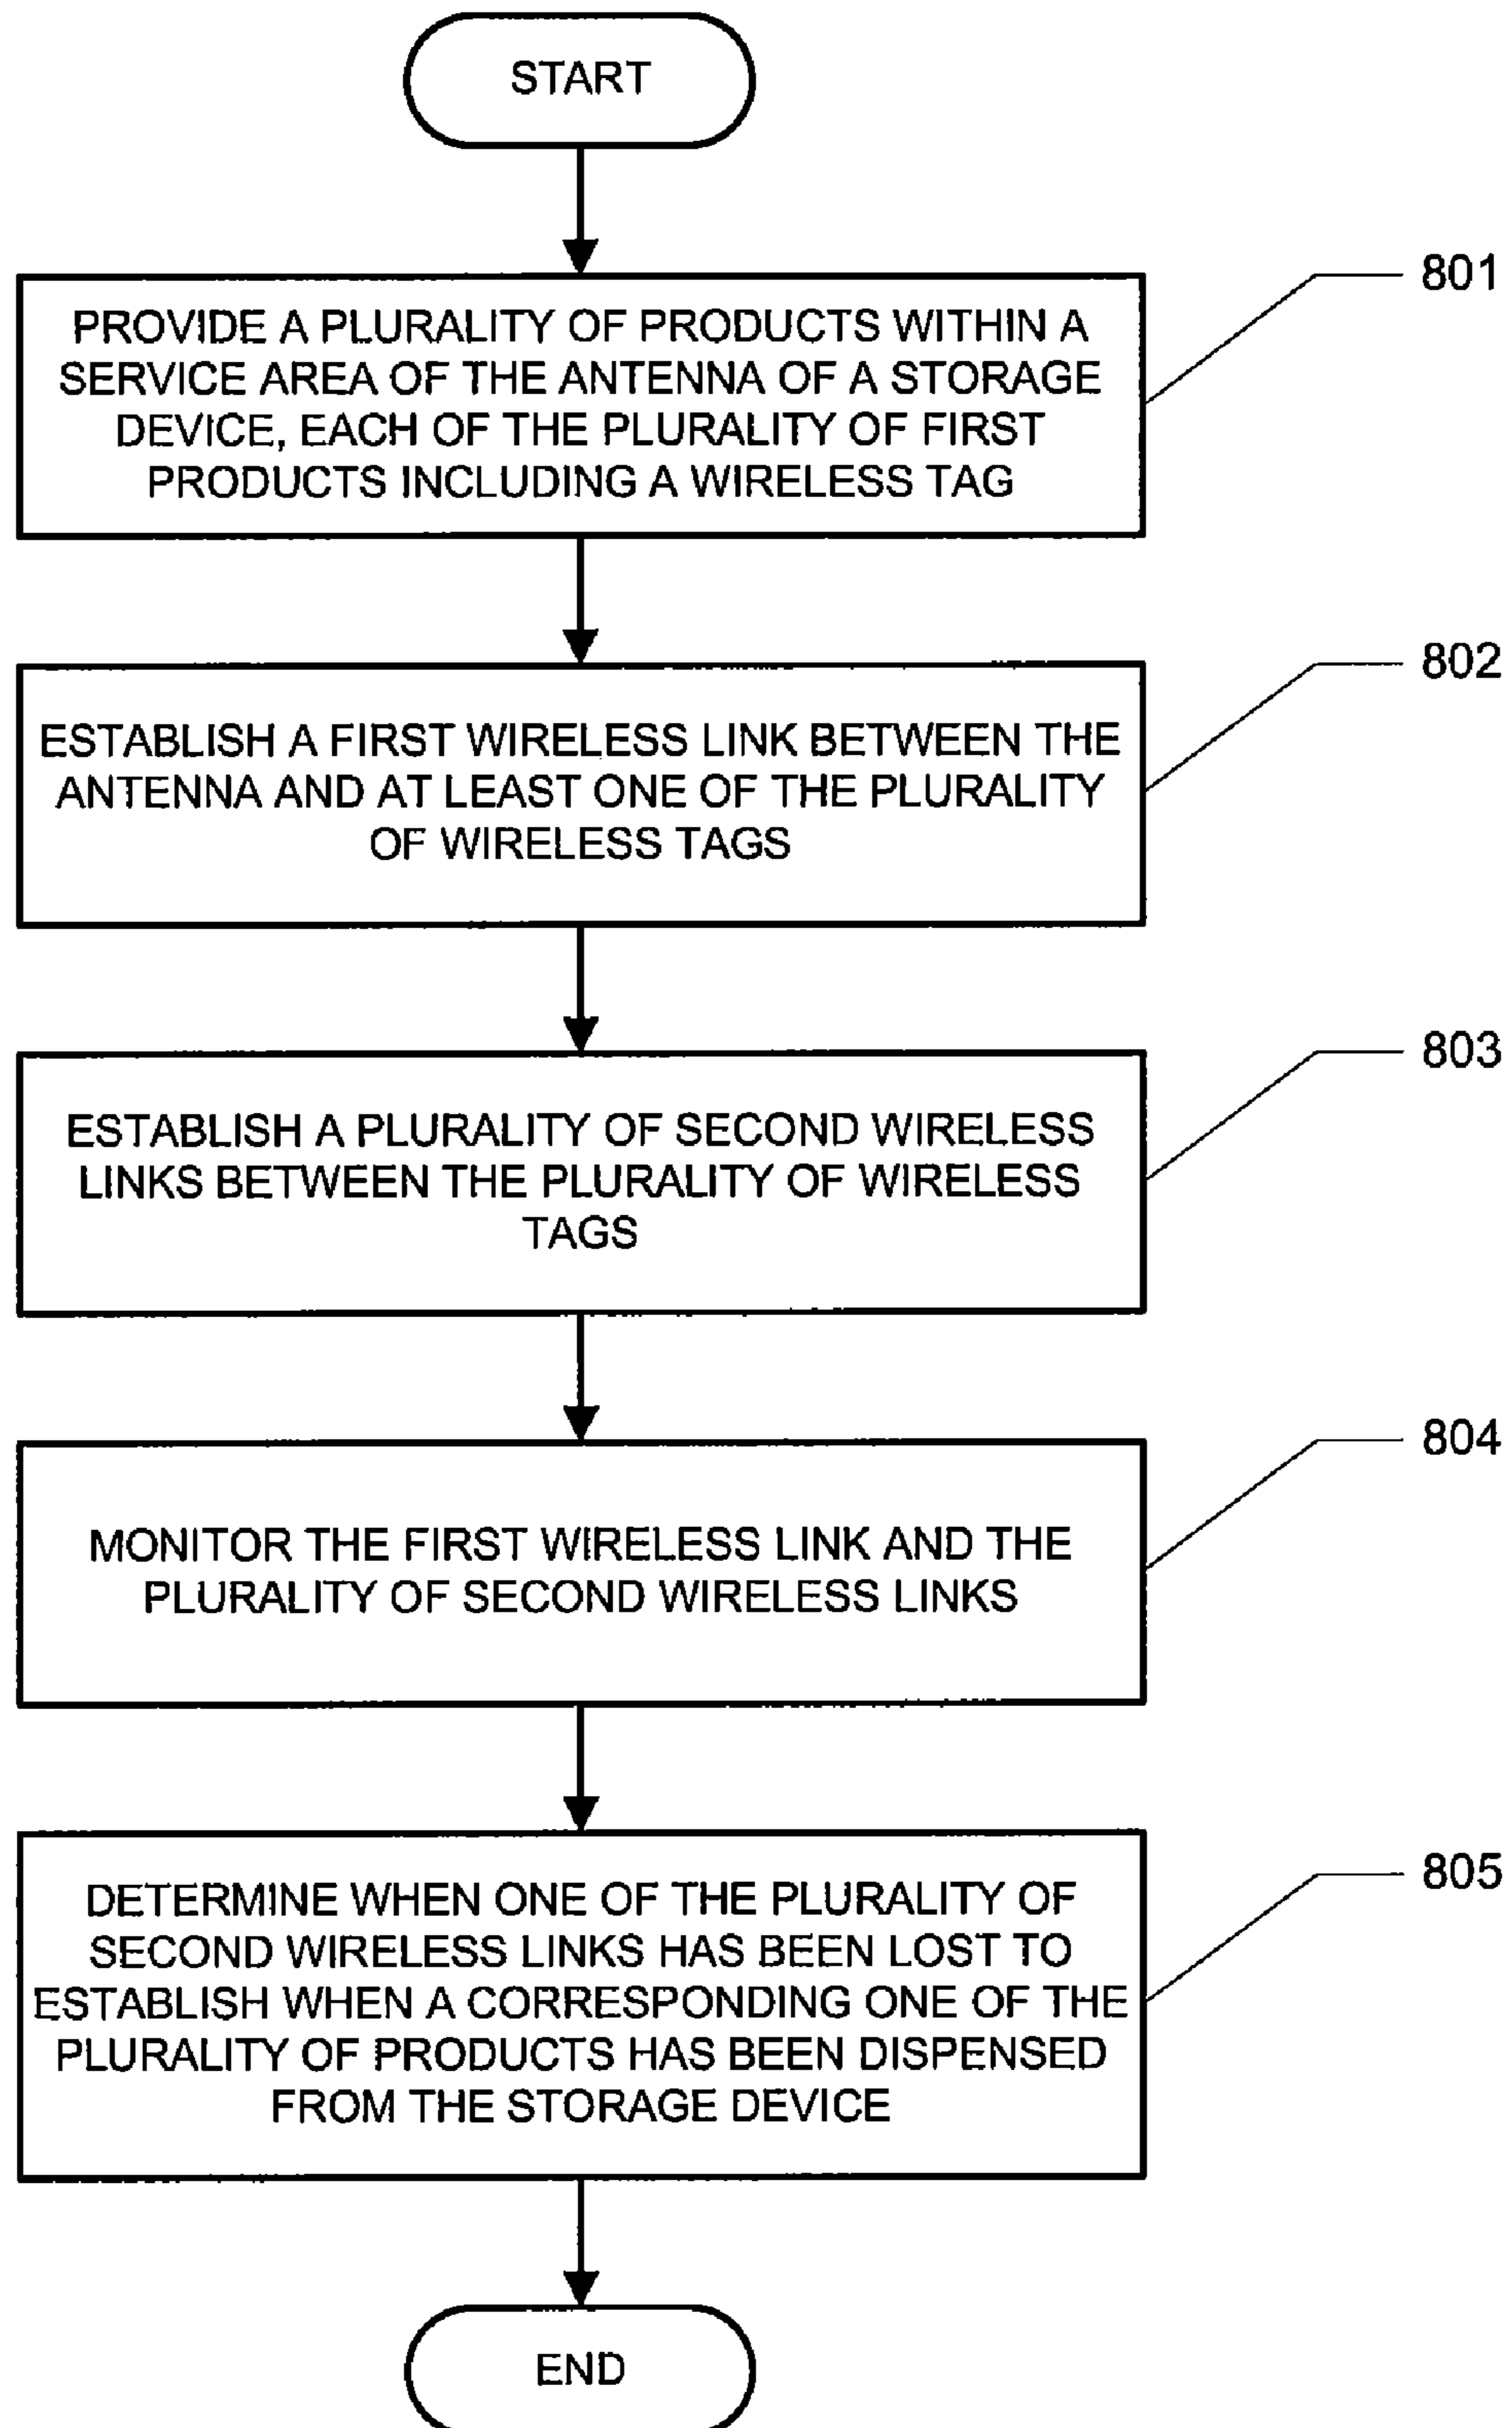 START
801
PROVIDE A PLURALITY OF PRODUCTS WITHIN A
SERVICE AREA OF THE ANTENNA OF A STORAGE
DEVICE, EACH OF THE PLURALITY OF FIRST
PRODUCTS INCLUDING A WIRELESS TAG
802
ESTABLISH A FIRST WIRELESS LINK BETWEEN THE
ANTENNA AND AT LEAST ONE OF THE PLURALITY
OF WIRELESS TAGS
803
ESTABLISH A PLURALITY OF SECOND WIRELESS
LINKS BETWEEN THE PLURALITY OF WIRELESS
TAGS
804
MONITOR THE FIRST WIRELESS LINK AND THE
PLURALITY OF SECOND WIRELESS LINKS
805
DETERMINE WHEN ONE OF THE PLURALITY OF
SECOND WIRELESS LINKS HAS BEEN LOST TO
ESTABLISH WHEN A CORRESPONDING ONE OF THE
PLURALITY OF PRODUCTS HAS BEEN DISPENSED
FROM THE STORAGE DEVICE
END